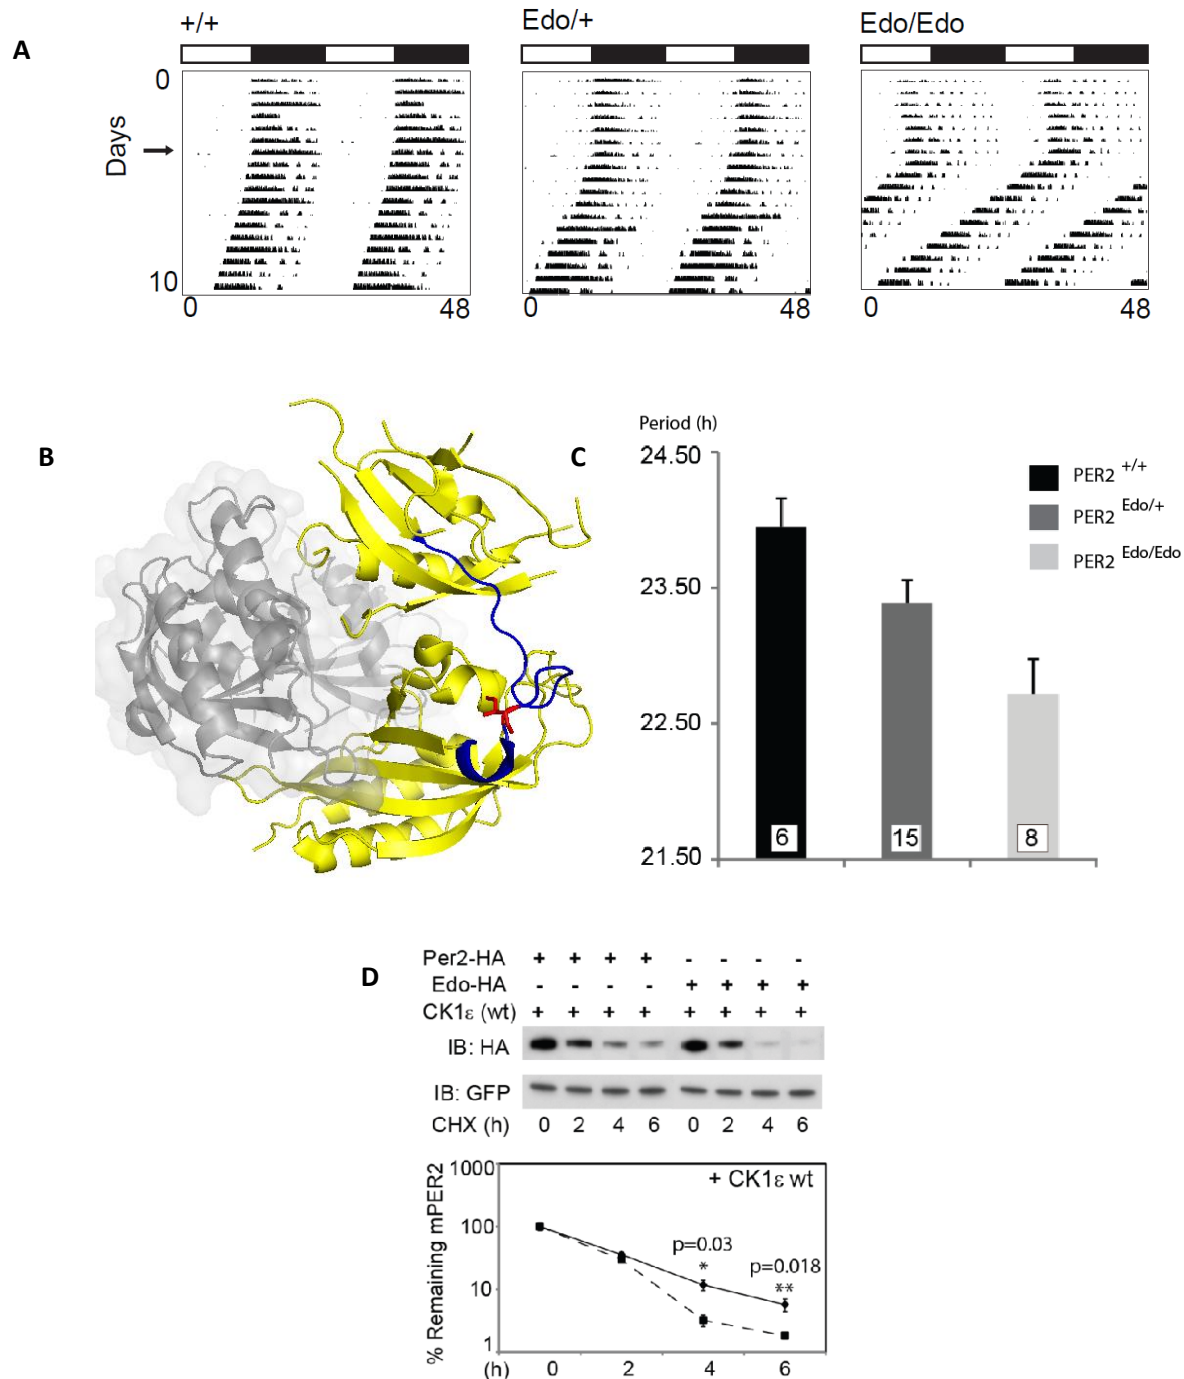 A
+/+
Edo/+
Edo/Edo
0
Days
10
0 48
0 48
0 48
B
C
Period (h)
24.50
23.50
22.50
21.50
PER2 +/+
PER2 Edo/+
PER2 Edo/Edo
6
15
8
D
Per2-HA + + + + - - - -
Edo-HA - - - - + + + +
CK1ε (wt) + + + + + + + +
IB: HA
IB: GFP
CHX (h) 0 2 4 6 0 2 4 6
% Remaining mPER2
1000
100
10
1
+ CK1ε wt
p=0.03
*
p=0.018
**
(h) 0 2 4 6